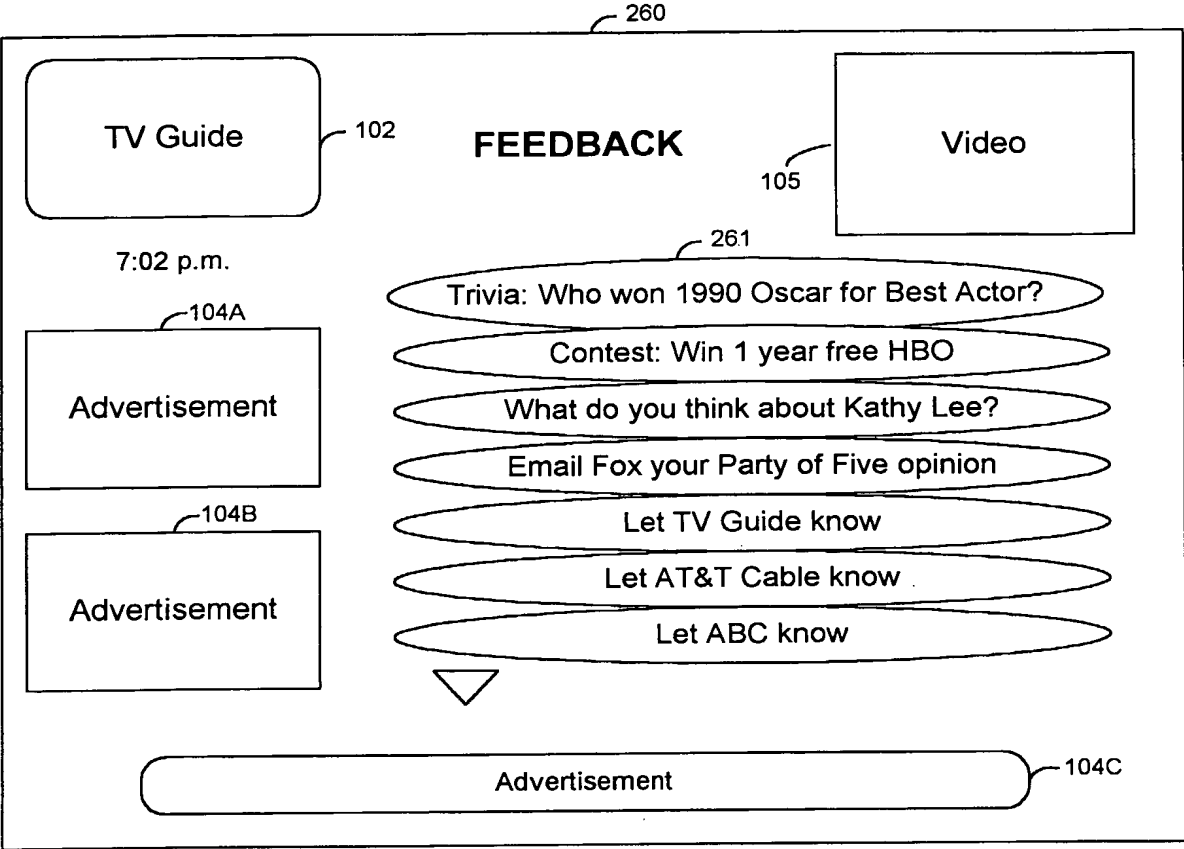 260
TV Guide
102
FEEDBACK
Video
105
7:02 p.m.
261
Trivia: Who won 1990 Oscar for Best Actor?
Contest: Win 1 year free HBO
What do you think about Kathy Lee?
Email Fox your Party of Five opinion
Let TV Guide know
Let AT&T Cable know
Let ABC know
104A
Advertisement
104B
Advertisement
Advertisement
104C